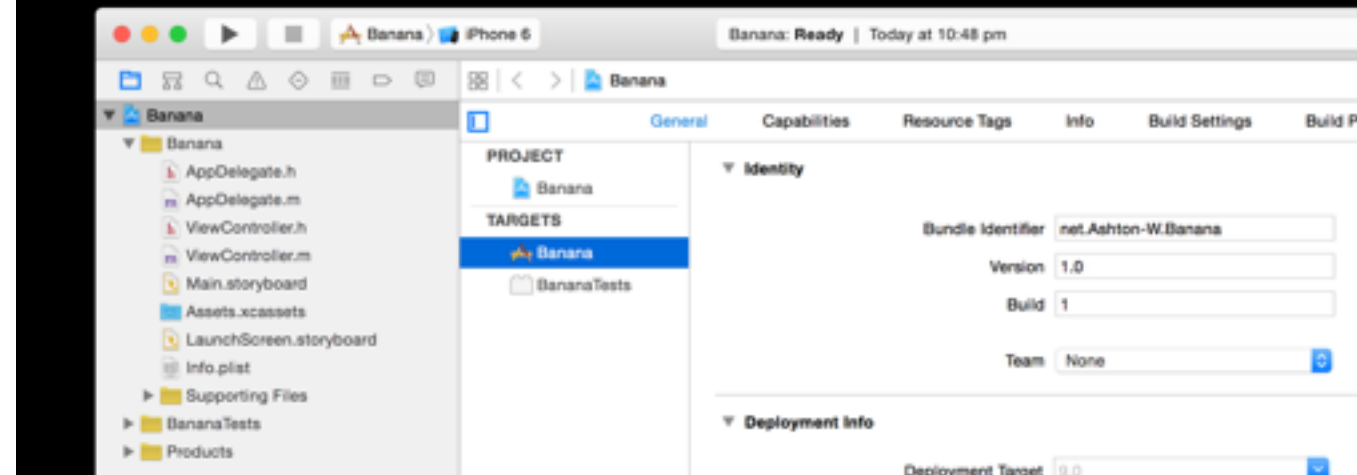 Banana iPhone 6
Banana: Ready | Today at 10:48 pm
Banana
Banana
Banana
AppDelegate.h
AppDelegate.m
ViewController.h
ViewController.m
Main.storyboard
Assets.xcassets
LaunchScreen.storyboard
Info.plist
Supporting Files
BananaTests
Products
General Capabilities Resource Tags Info Build Settings Build P
PROJECT
Banana
TARGETS
Banana
BananaTests
Identity
Bundle Identifier net.Ashton-W.Banana
Version 1.0
Build 1
Team None
Deployment Info
Deployment Target 9.0